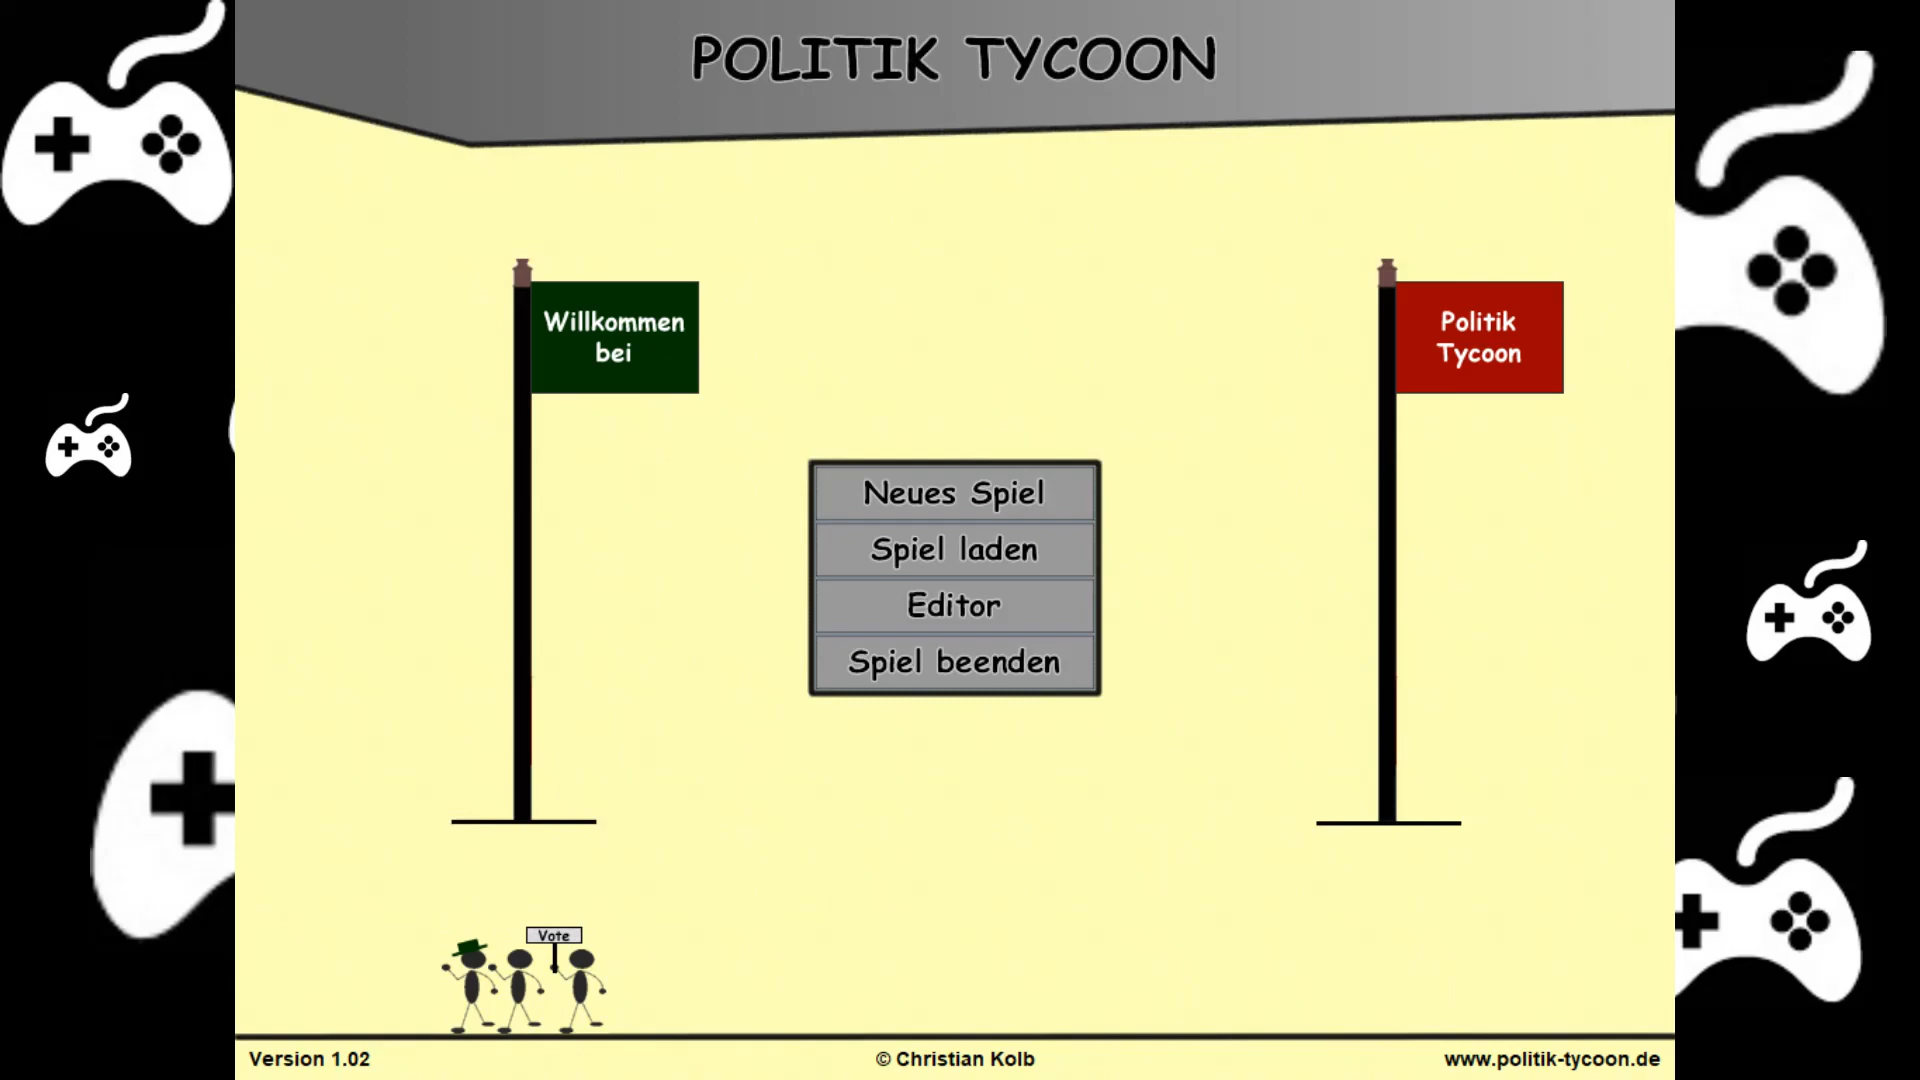 POLITIK TYCOON
Willkommen
bei
Politik
Tycoon
Neues Spiel
Spiel laden
Editor
Spiel beenden
Vote
Version 1.02
© Christian Kolb
www.politik-tycoon.de